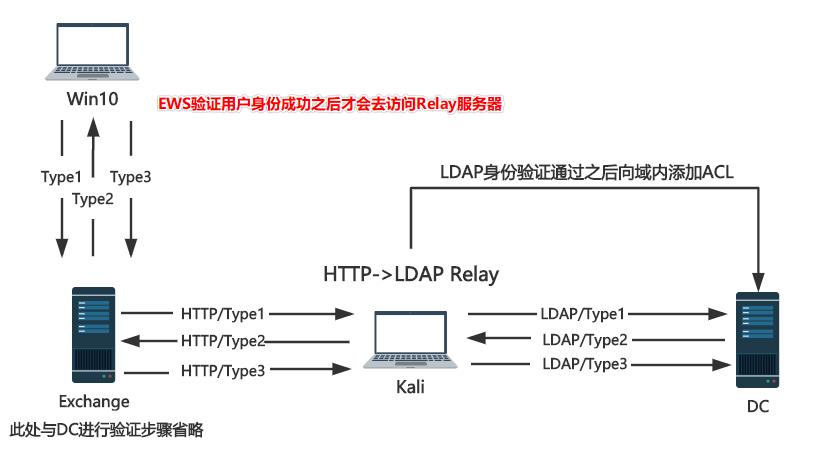 Win10
EWS验证用户身份成功之后才会去访问Relay服务器
Type1
Type3
Type2
LDAP身份验证通过之后向域内添加ACL
HTTP->LDAP Relay
HTTP/Type1
LDAP/Type1
HTTP/Type2
LDAP/Type2
HTTP/Type3
LDAP/Type3
Kali
Exchange
DC
此处与DC进行验证步骤省略